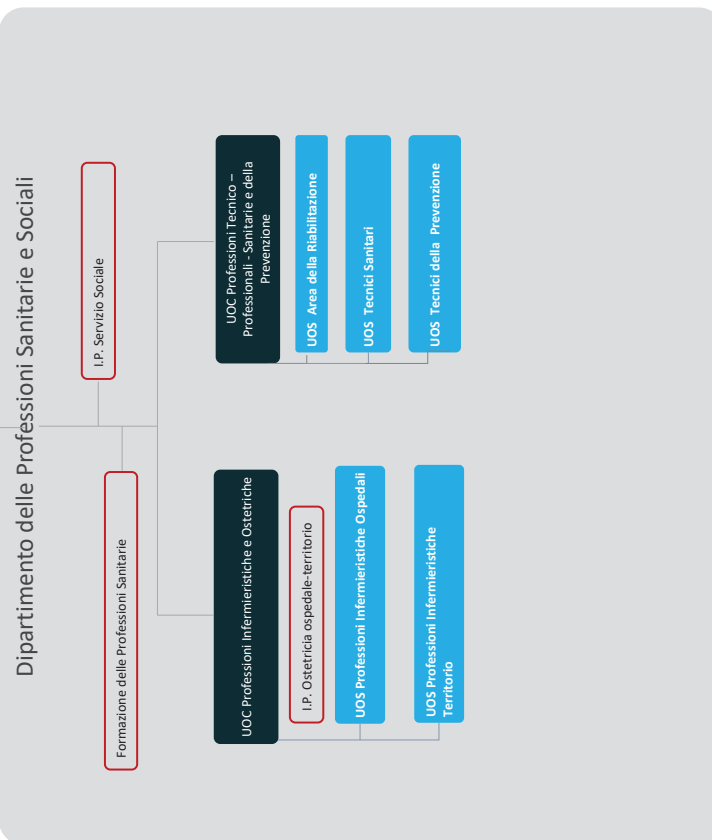 Dipartimento delle Professioni Sanitarie e Sociali
Formazione delle Professioni Sanitarie
I.P. Servizio Sociale
UOC Professioni Infermieristiche e Ostetriche
I.P. Ostetricia ospedale-territorio
UOS Professioni Infermieristiche Ospedali
UOS Professioni Infermieristiche
Territorio
UOC Professioni Tecnico –
Professionali - Sanitarie e della
Prevenzione
UOS Area della Riabilitazione
UOS Tecnici Sanitari
UOS Tecnici della Prevenzione